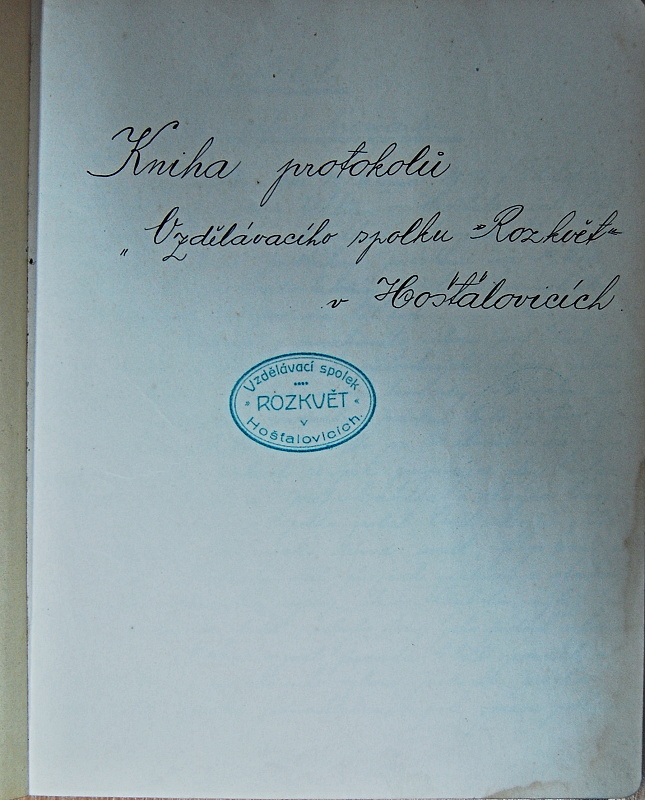 Kniha protokolů
„Vzdělávacího spolku »Rozkvět«
v Hošťálovicích.
Vzdělávací spolek
ROZKVĚT
v
Hošťalovicích.